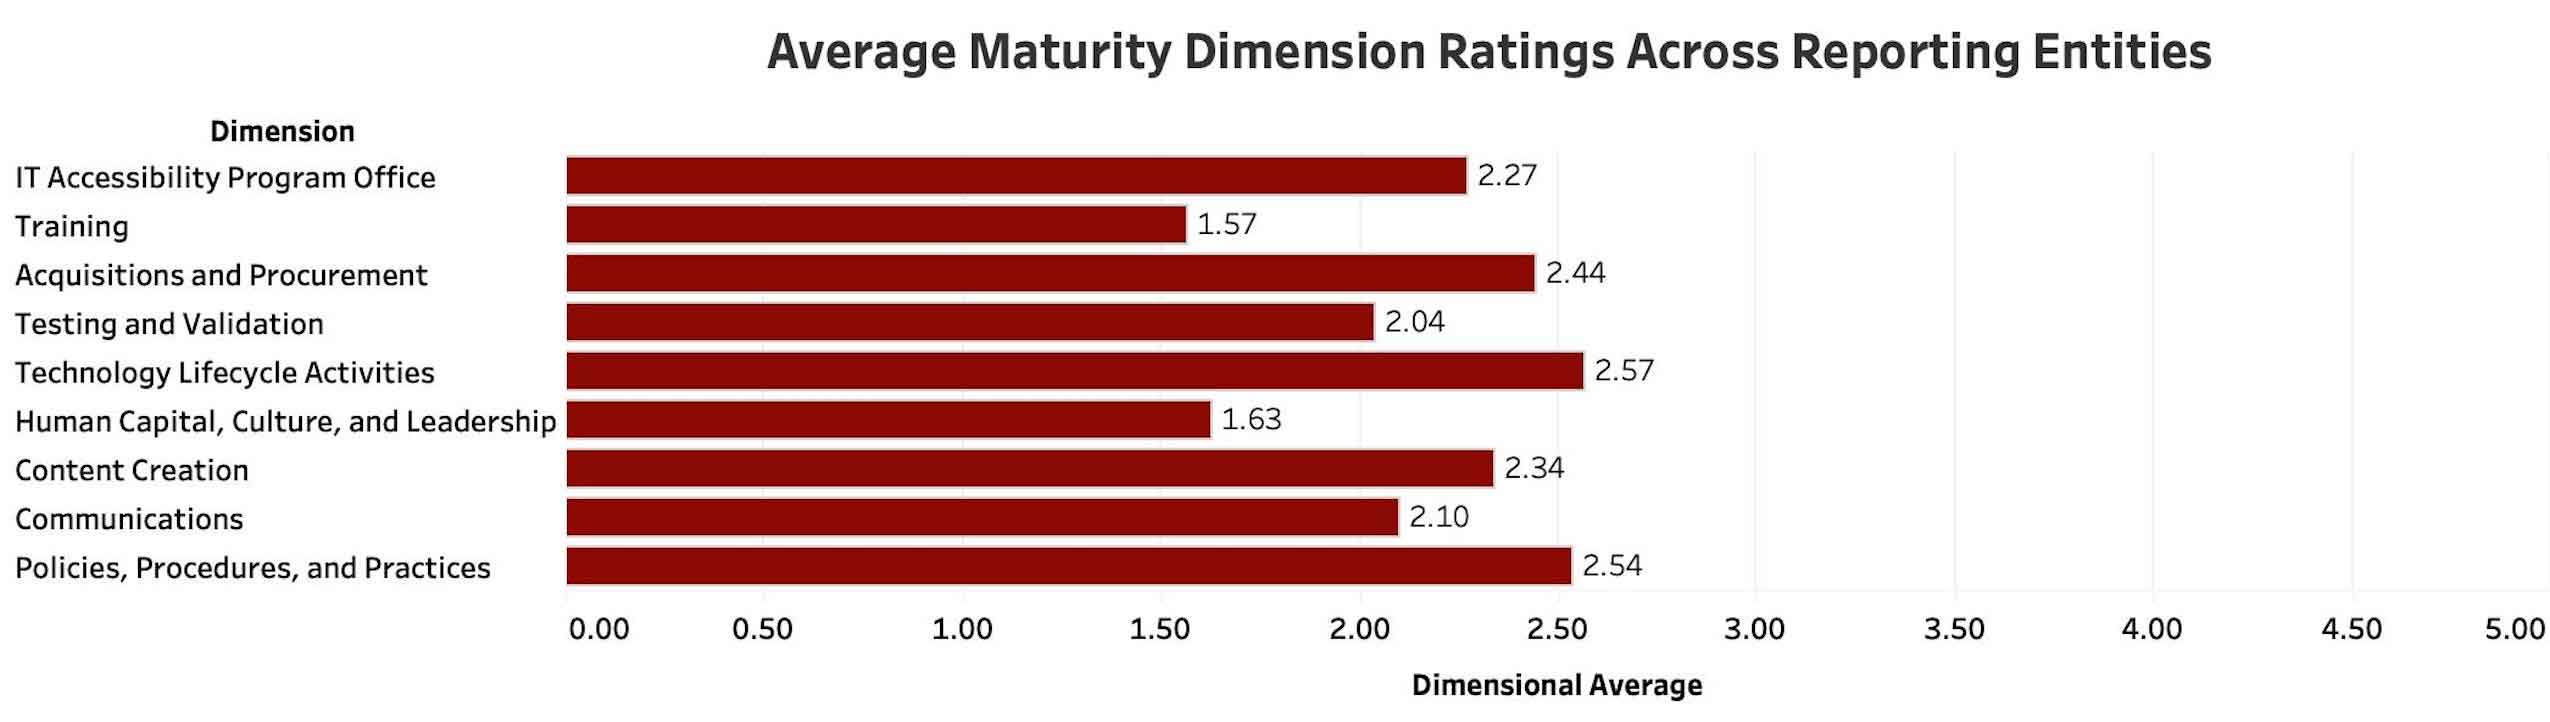 Average Maturity Dimension Ratings Across Reporting Entities
Dimension
IT Accessibility Program Office 2.27
Training 1.57
Acquisitions and Procurement 2.44
Testing and Validation 2.04
Technology Lifecycle Activities 2.57
Human Capital, Culture, and Leadership 1.63
Content Creation 2.34
Communications 2.10
Policies, Procedures, and Practices 2.54
0.00 0.50 1.00 1.50 2.00 2.50 3.00 3.50 4.00 4.50 5.00
Dimensional Average